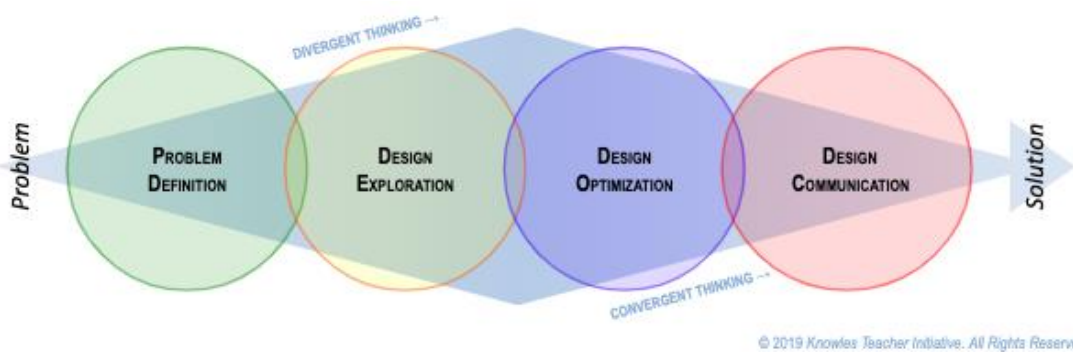 DIVERGENT THINKING →
Problem
PROBLEM
DEFINITION
DESIGN
EXPLORATION
DESIGN
OPTIMIZATION
DESIGN
COMMUNICATION
Solution
CONVERGENT THINKING →
© 2019 Knowles Teacher Initiative. All Rights Reserve